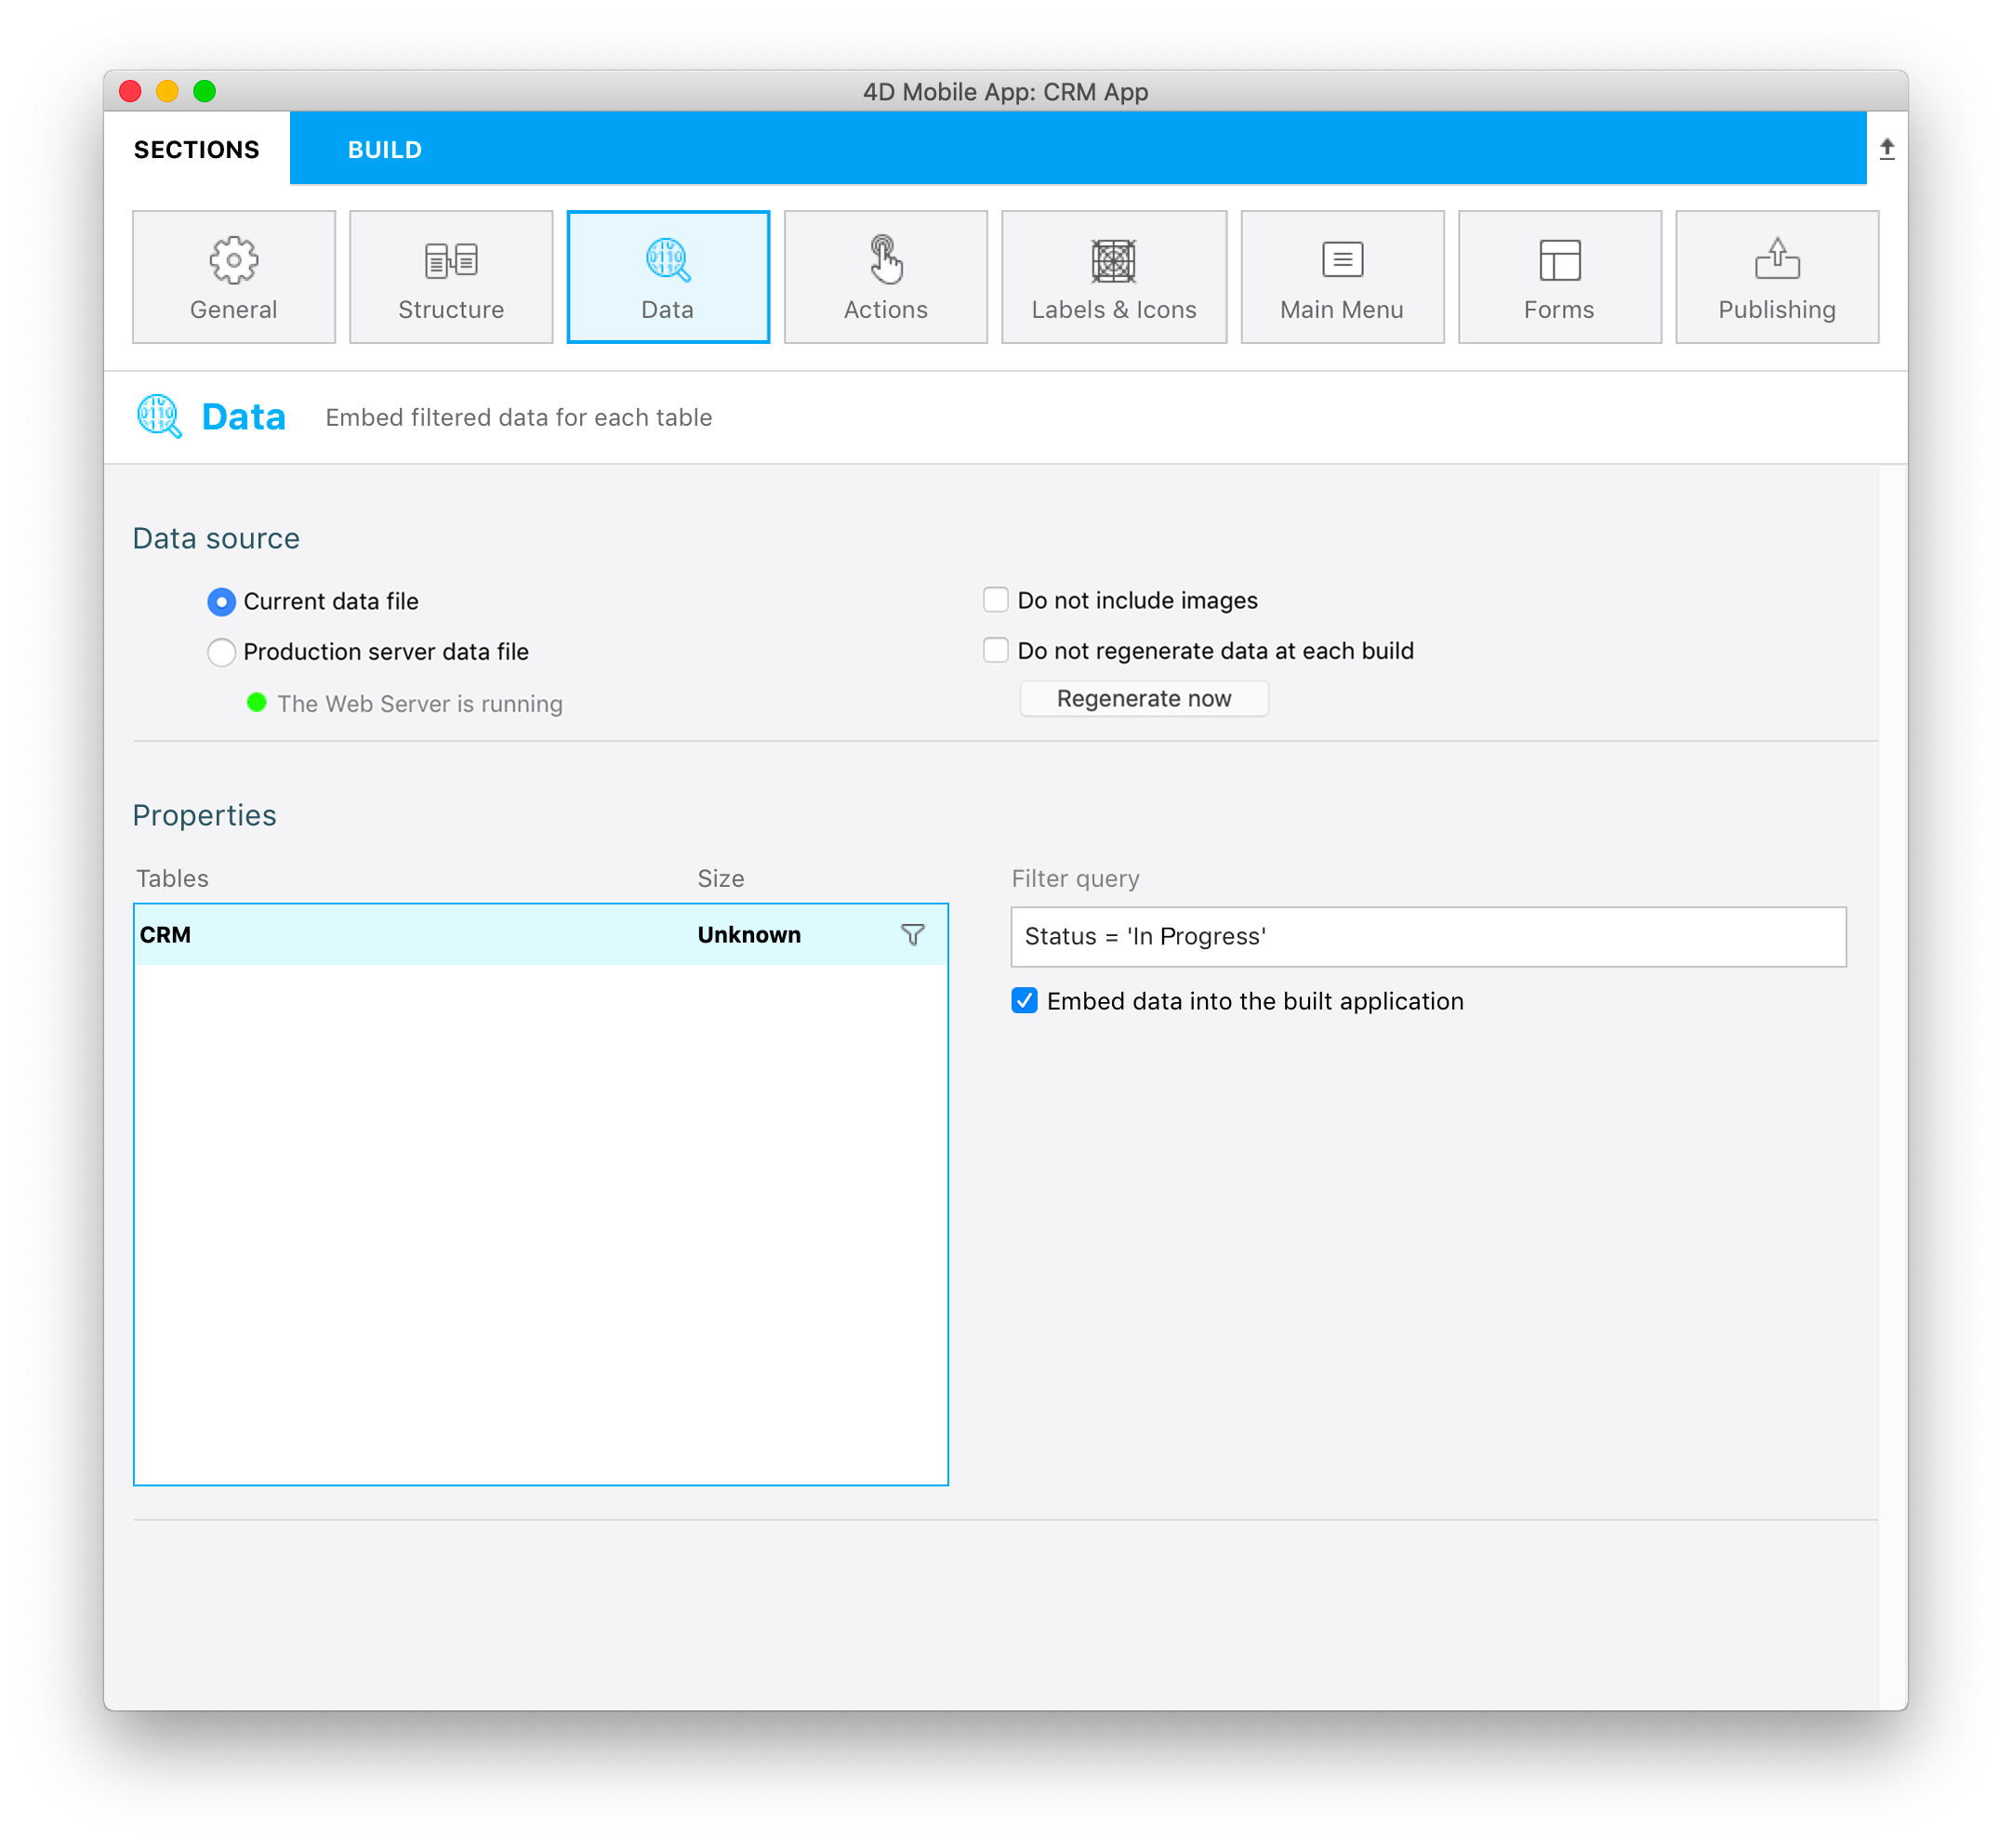 4D Mobile App: CRM App
SECTIONS BUILD
General Structure Data Actions Labels & Icons Main Menu Forms Publishing
Data Embed filtered data for each table
Data source
Current data file Do not include images
Production server data file Do not regenerate data at each build
The Web Server is running Regenerate now
Properties
Tables Size Filter query
CRM Unknown Status = 'In Progress'
Embed data into the built application